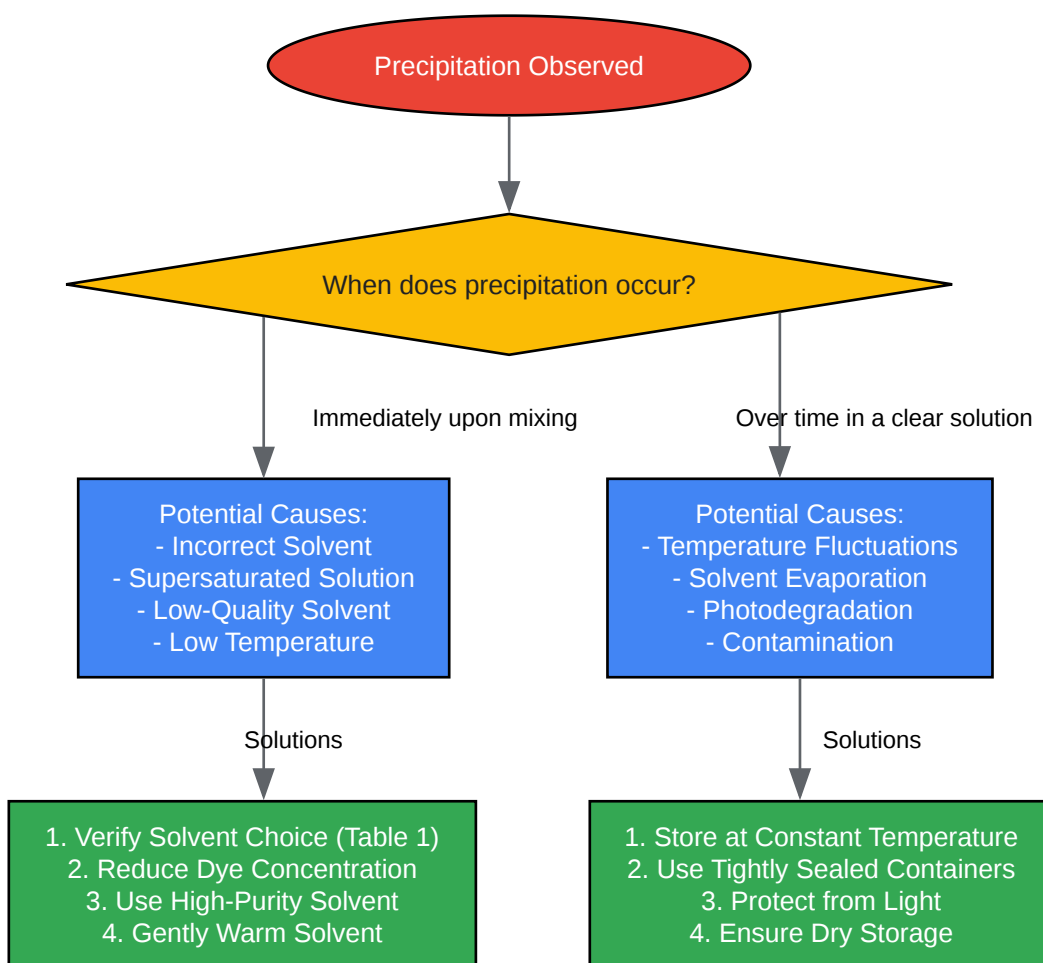 Precipitation Observed
When does precipitation occur?
Immediately upon mixing
Over time in a clear solution
Potential Causes:
- Incorrect Solvent
- Supersaturated Solution
- Low-Quality Solvent
- Low Temperature
Potential Causes:
- Temperature Fluctuations
- Solvent Evaporation
- Photodegradation
- Contamination
Solutions
Solutions
1. Verify Solvent Choice (Table 1)
2. Reduce Dye Concentration
3. Use High-Purity Solvent
4. Gently Warm Solvent
1. Store at Constant Temperature
2. Use Tightly Sealed Containers
3. Protect from Light
4. Ensure Dry Storage